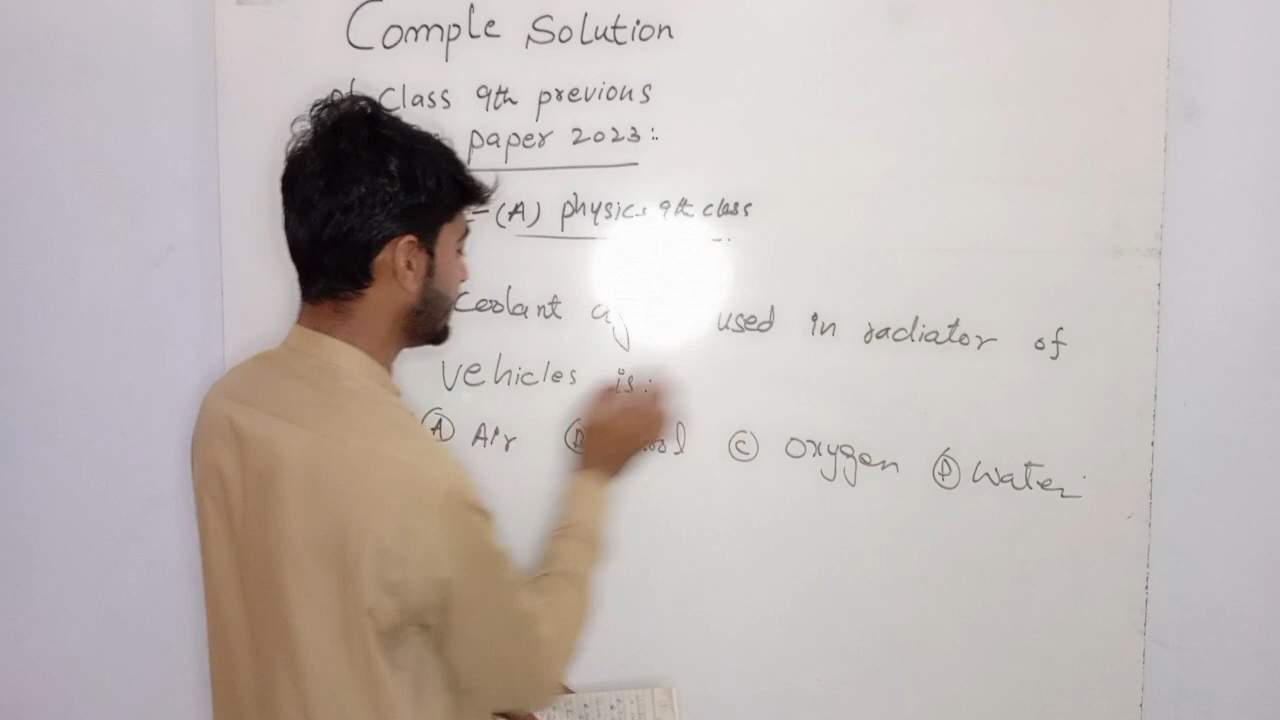 Comple Solution
of class 9th previous
paper 2023:
-(A) physics 9th class
coolant used in radiator of
vehicles is:
(A) Air (B) (C) oxygen (D) water